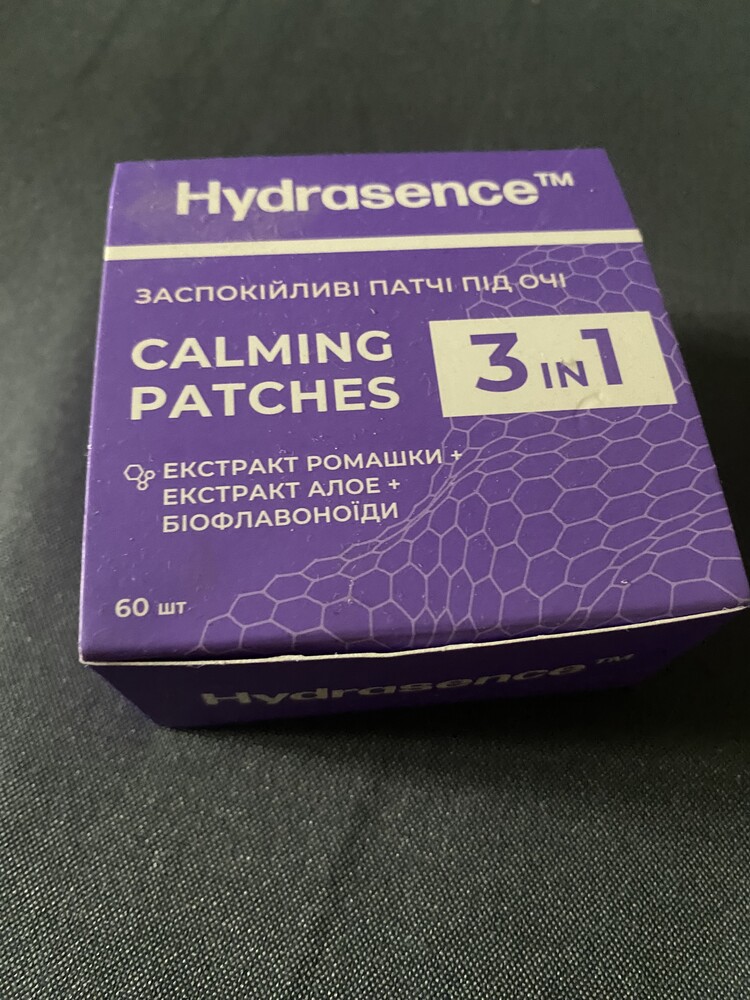 Hydrasence™
ЗАСПОКІЙЛИВІ ПАТЧІ ПІД ОЧІ
CALMING
PATCHES
3 IN 1
ЕКСТРАКТ РОМАШКИ +
ЕКСТРАКТ АЛОЕ +
БІОФЛАВОНОЇДИ
60 шт
Hydrasence™